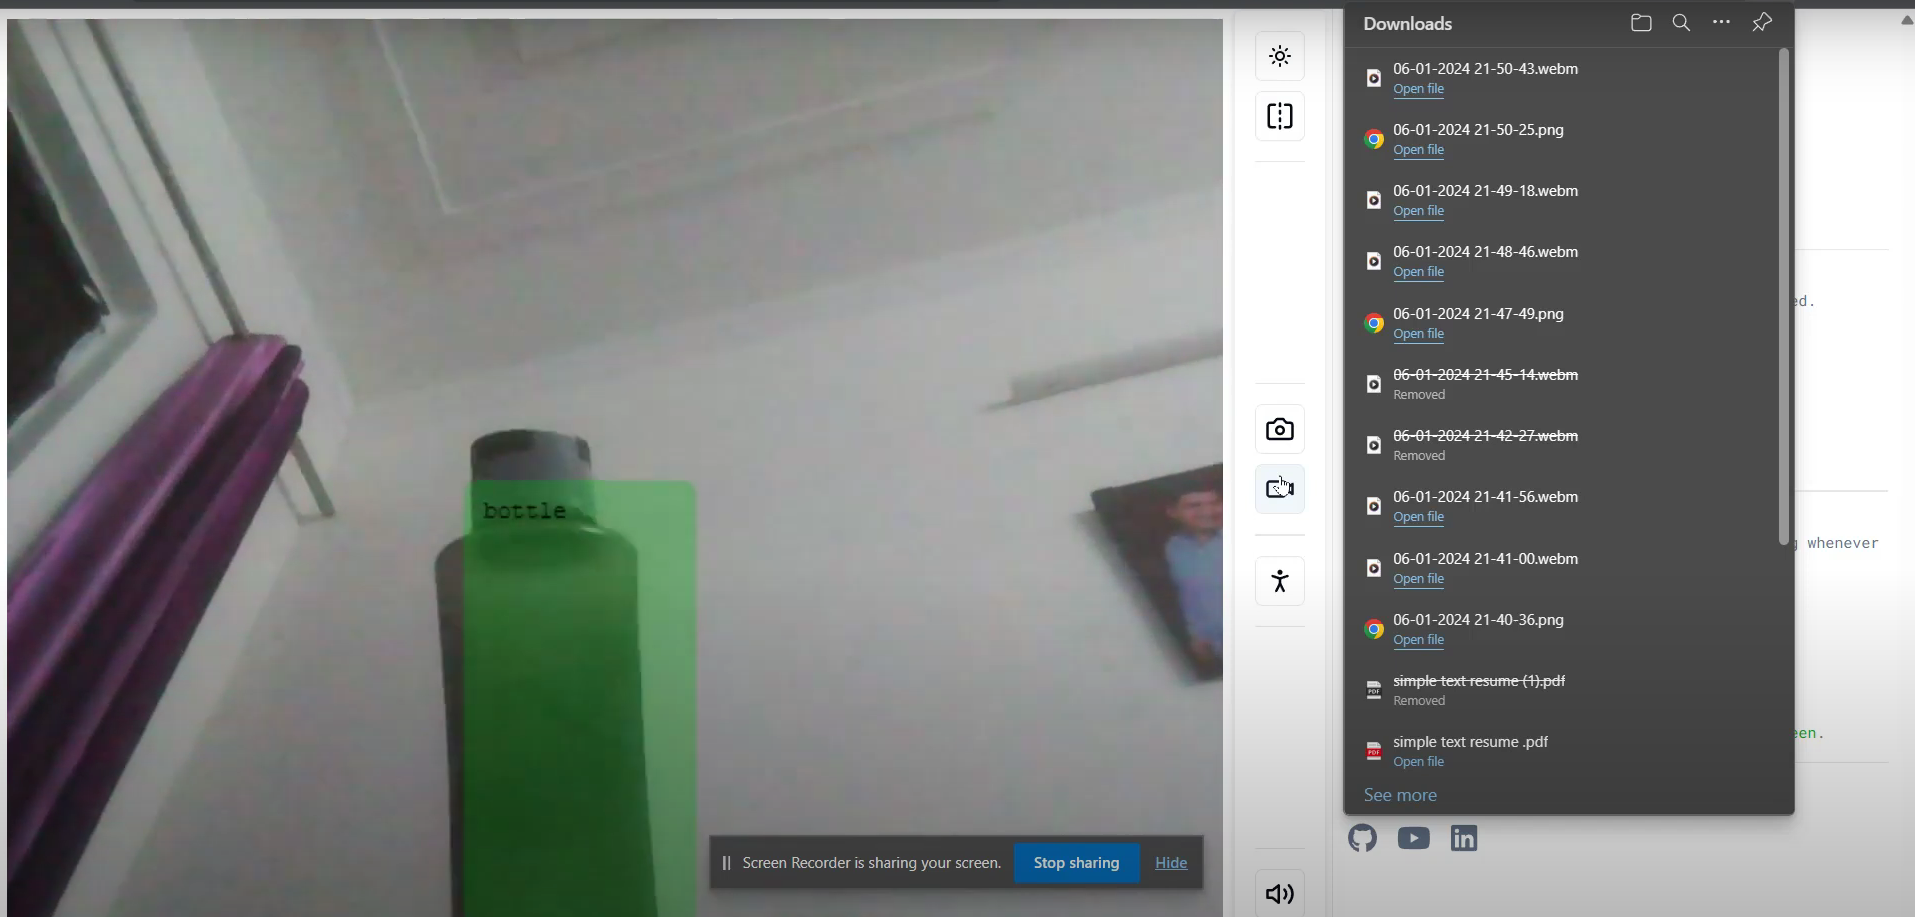 bottle
Screen Recorder is sharing your screen.
Stop sharing
Hide
Downloads
06-01-2024 21-50-43.webm
Open file
06-01-2024 21-50-25.png
Open file
06-01-2024 21-49-18.webm
Open file
06-01-2024 21-48-46.webm
Open file
06-01-2024 21-47-49.png
Open file
06-01-2024 21-45-14.webm
Removed
06-01-2024 21-42-27.webm
Removed
06-01-2024 21-41-56.webm
Open file
06-01-2024 21-41-00.webm
Open file
06-01-2024 21-40-36.png
Open file
simple text resume (1).pdf
Removed
simple text resume .pdf
Open file
See more
ed.
whenever
een.